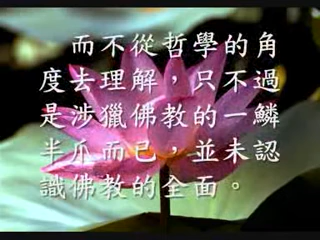 而不從哲學的角
度去理解，只不過
是涉獵佛教的一鱗
半爪而已，並未認
識佛教的全面。